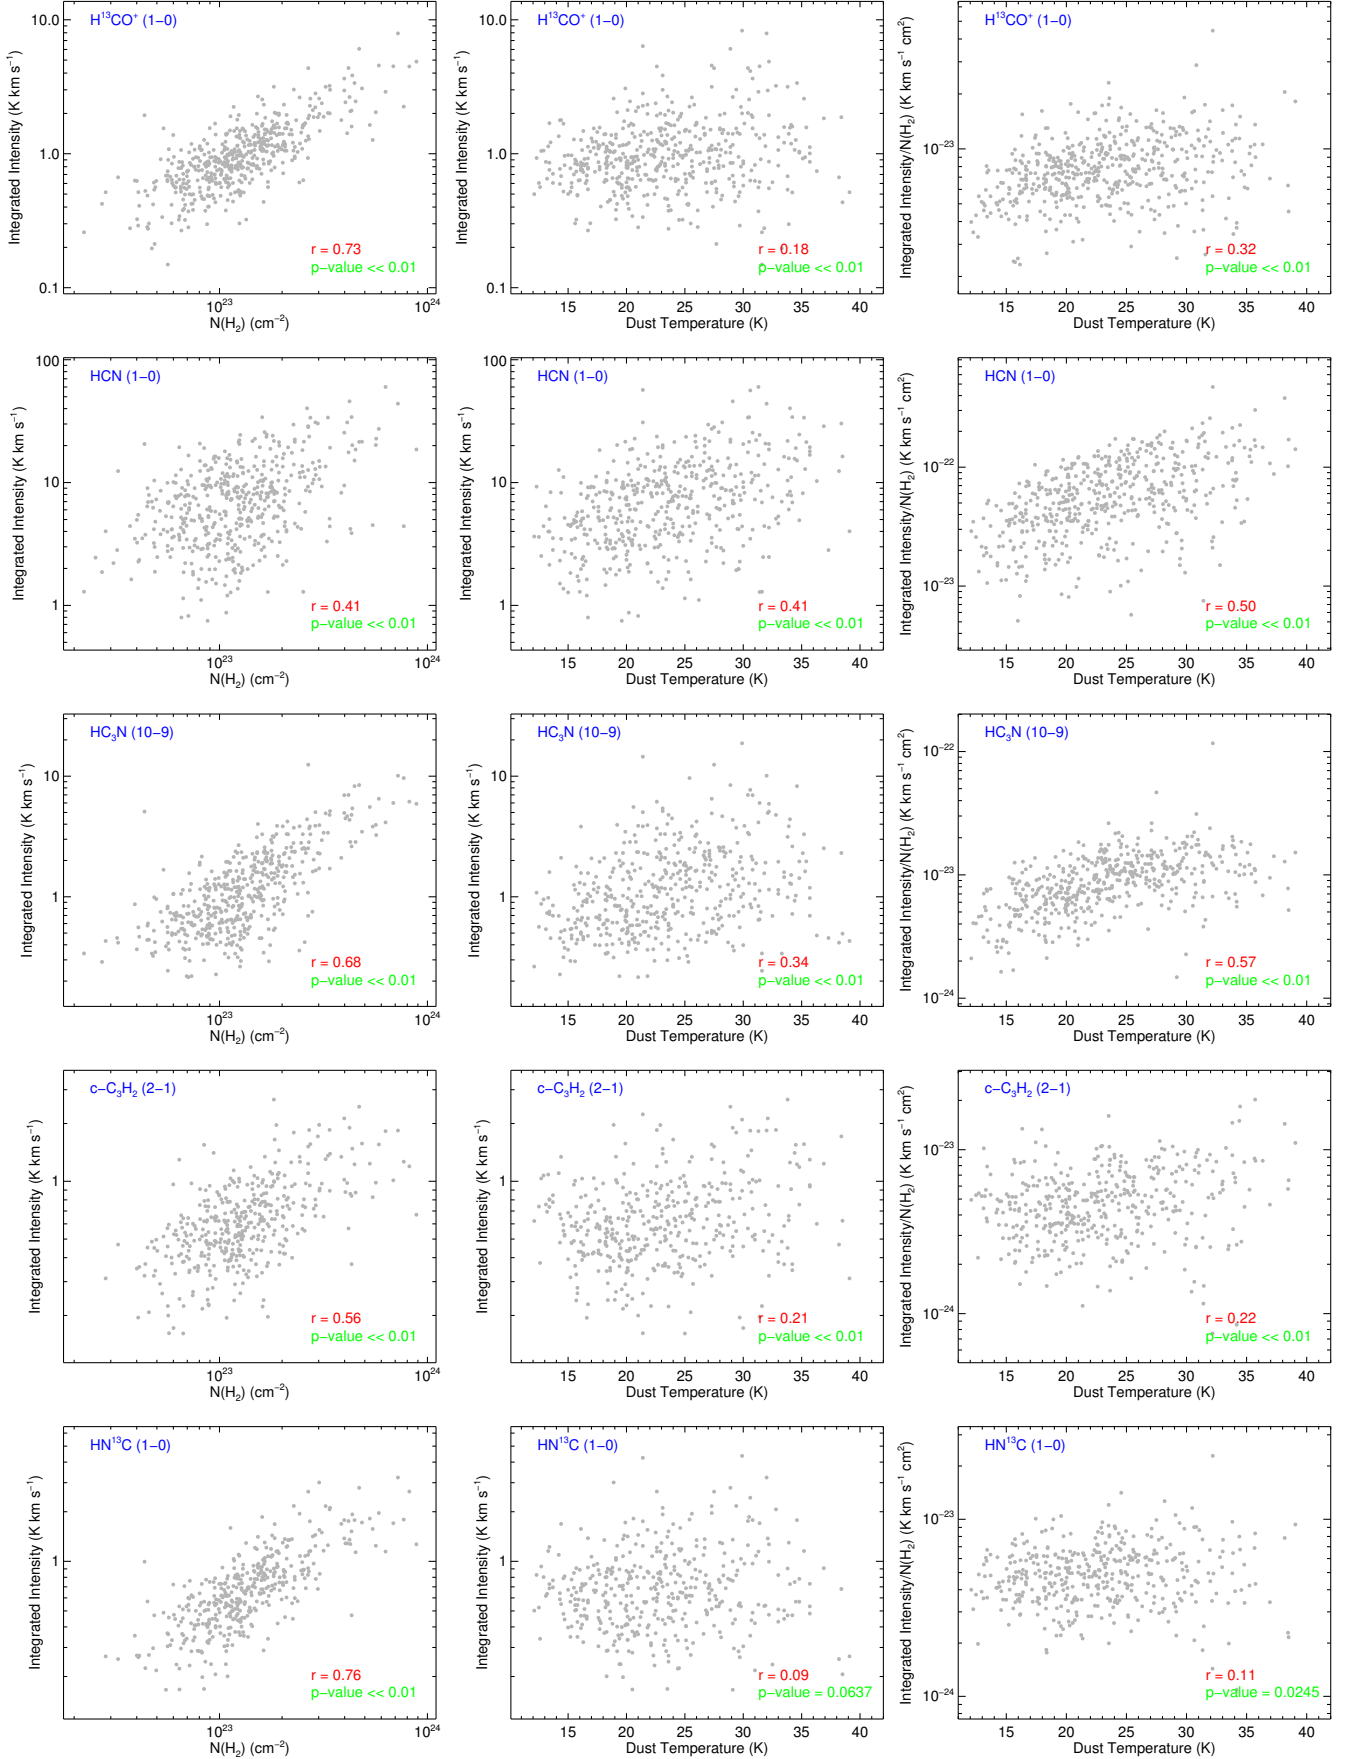 H¹³CO⁺ (1−0)
10.0
1.0
0.1
Integrated Intensity (K km s⁻¹)
r = 0.73
p−value << 0.01
10²³ 10²⁴
N(H₂) (cm⁻²)
H¹³CO⁺ (1−0)
10.0
1.0
0.1
Integrated Intensity (K km s⁻¹)
r = 0.18
p−value << 0.01
15 20 25 30 35 40
Dust Temperature (K)
H¹³CO⁺ (1−0)
10⁻²³
Integrated Intensity/N(H₂) (K km s⁻¹ cm²)
r = 0.32
p−value << 0.01
15 20 25 30 35 40
Dust Temperature (K)
HCN (1−0)
100
10
1
Integrated Intensity (K km s⁻¹)
r = 0.41
p−value << 0.01
10²³ 10²⁴
N(H₂) (cm⁻²)
HCN (1−0)
100
10
1
Integrated Intensity (K km s⁻¹)
r = 0.41
p−value << 0.01
15 20 25 30 35 40
Dust Temperature (K)
HCN (1−0)
10⁻²²
10⁻²³
Integrated Intensity/N(H₂) (K km s⁻¹ cm²)
r = 0.50
p−value << 0.01
15 20 25 30 35 40
Dust Temperature (K)
HC₃N (10−9)
10
1
Integrated Intensity (K km s⁻¹)
r = 0.68
p−value << 0.01
10²³ 10²⁴
N(H₂) (cm⁻²)
HC₃N (10−9)
10
1
Integrated Intensity (K km s⁻¹)
r = 0.34
p−value << 0.01
15 20 25 30 35 40
Dust Temperature (K)
HC₃N (10−9)
10⁻²²
10⁻²³
10⁻²⁴
Integrated Intensity/N(H₂) (K km s⁻¹ cm²)
r = 0.57
p−value << 0.01
15 20 25 30 35 40
Dust Temperature (K)
c−C₃H₂ (2−1)
1
Integrated Intensity (K km s⁻¹)
r = 0.56
p−value << 0.01
10²³ 10²⁴
N(H₂) (cm⁻²)
c−C₃H₂ (2−1)
1
Integrated Intensity (K km s⁻¹)
r = 0.21
p−value << 0.01
15 20 25 30 35 40
Dust Temperature (K)
c−C₃H₂ (2−1)
10⁻²³
10⁻²⁴
Integrated Intensity/N(H₂) (K km s⁻¹ cm²)
r = 0.22
p−value << 0.01
15 20 25 30 35 40
Dust Temperature (K)
HN¹³C (1−0)
1
Integrated Intensity (K km s⁻¹)
r = 0.76
p−value << 0.01
10²³ 10²⁴
N(H₂) (cm⁻²)
HN¹³C (1−0)
1
Integrated Intensity (K km s⁻¹)
r = 0.09
p−value = 0.0637
15 20 25 30 35 40
Dust Temperature (K)
HN¹³C (1−0)
10⁻²³
10⁻²⁴
Integrated Intensity/N(H₂) (K km s⁻¹ cm²)
r = 0.11
p−value = 0.0245
15 20 25 30 35 40
Dust Temperature (K)